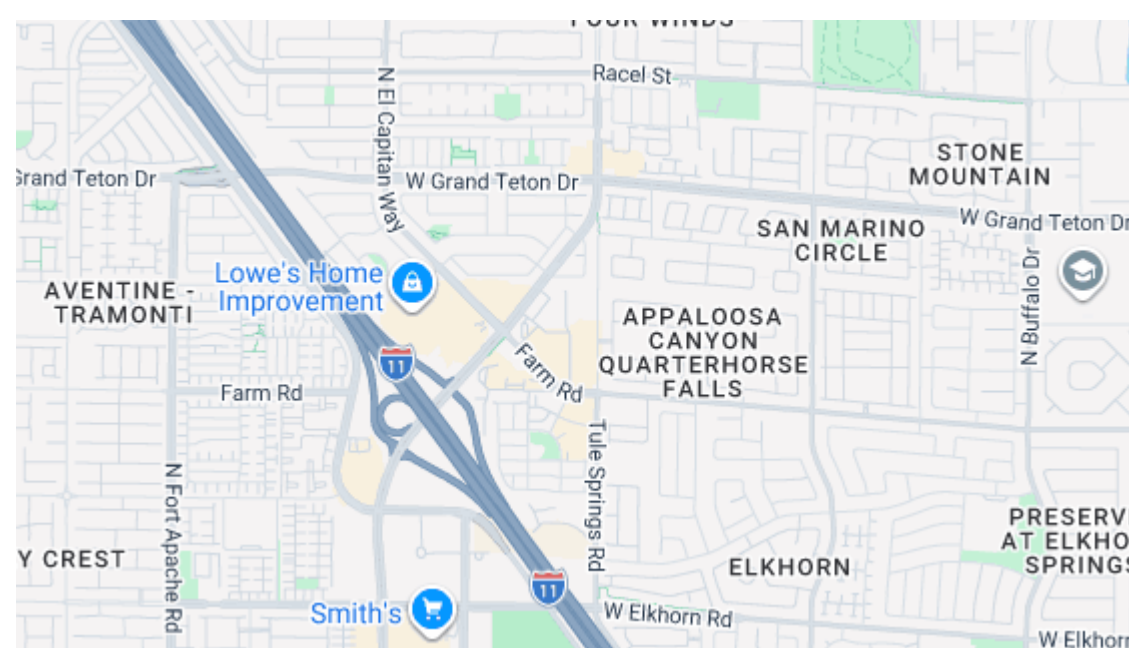 FOUR WINDS
Racel St
N El Capitan Way
STONE
MOUNTAIN
Grand Teton Dr
W Grand Teton Dr
W Grand Teton Dr
SAN MARINO
CIRCLE
N Buffalo Dr
Lowe's Home
Improvement
AVENTINE -
TRAMONTI
APPALOOSA
CANYON
QUARTERHORSE
FALLS
11
Farm Rd
Farm Rd
Tule Springs Rd
N Fort Apache Rd
PRESERV
AT ELKHO
SPRINGS
Y CREST
ELKHORN
11
Smith's
W Elkhorn Rd
W Elkhorn